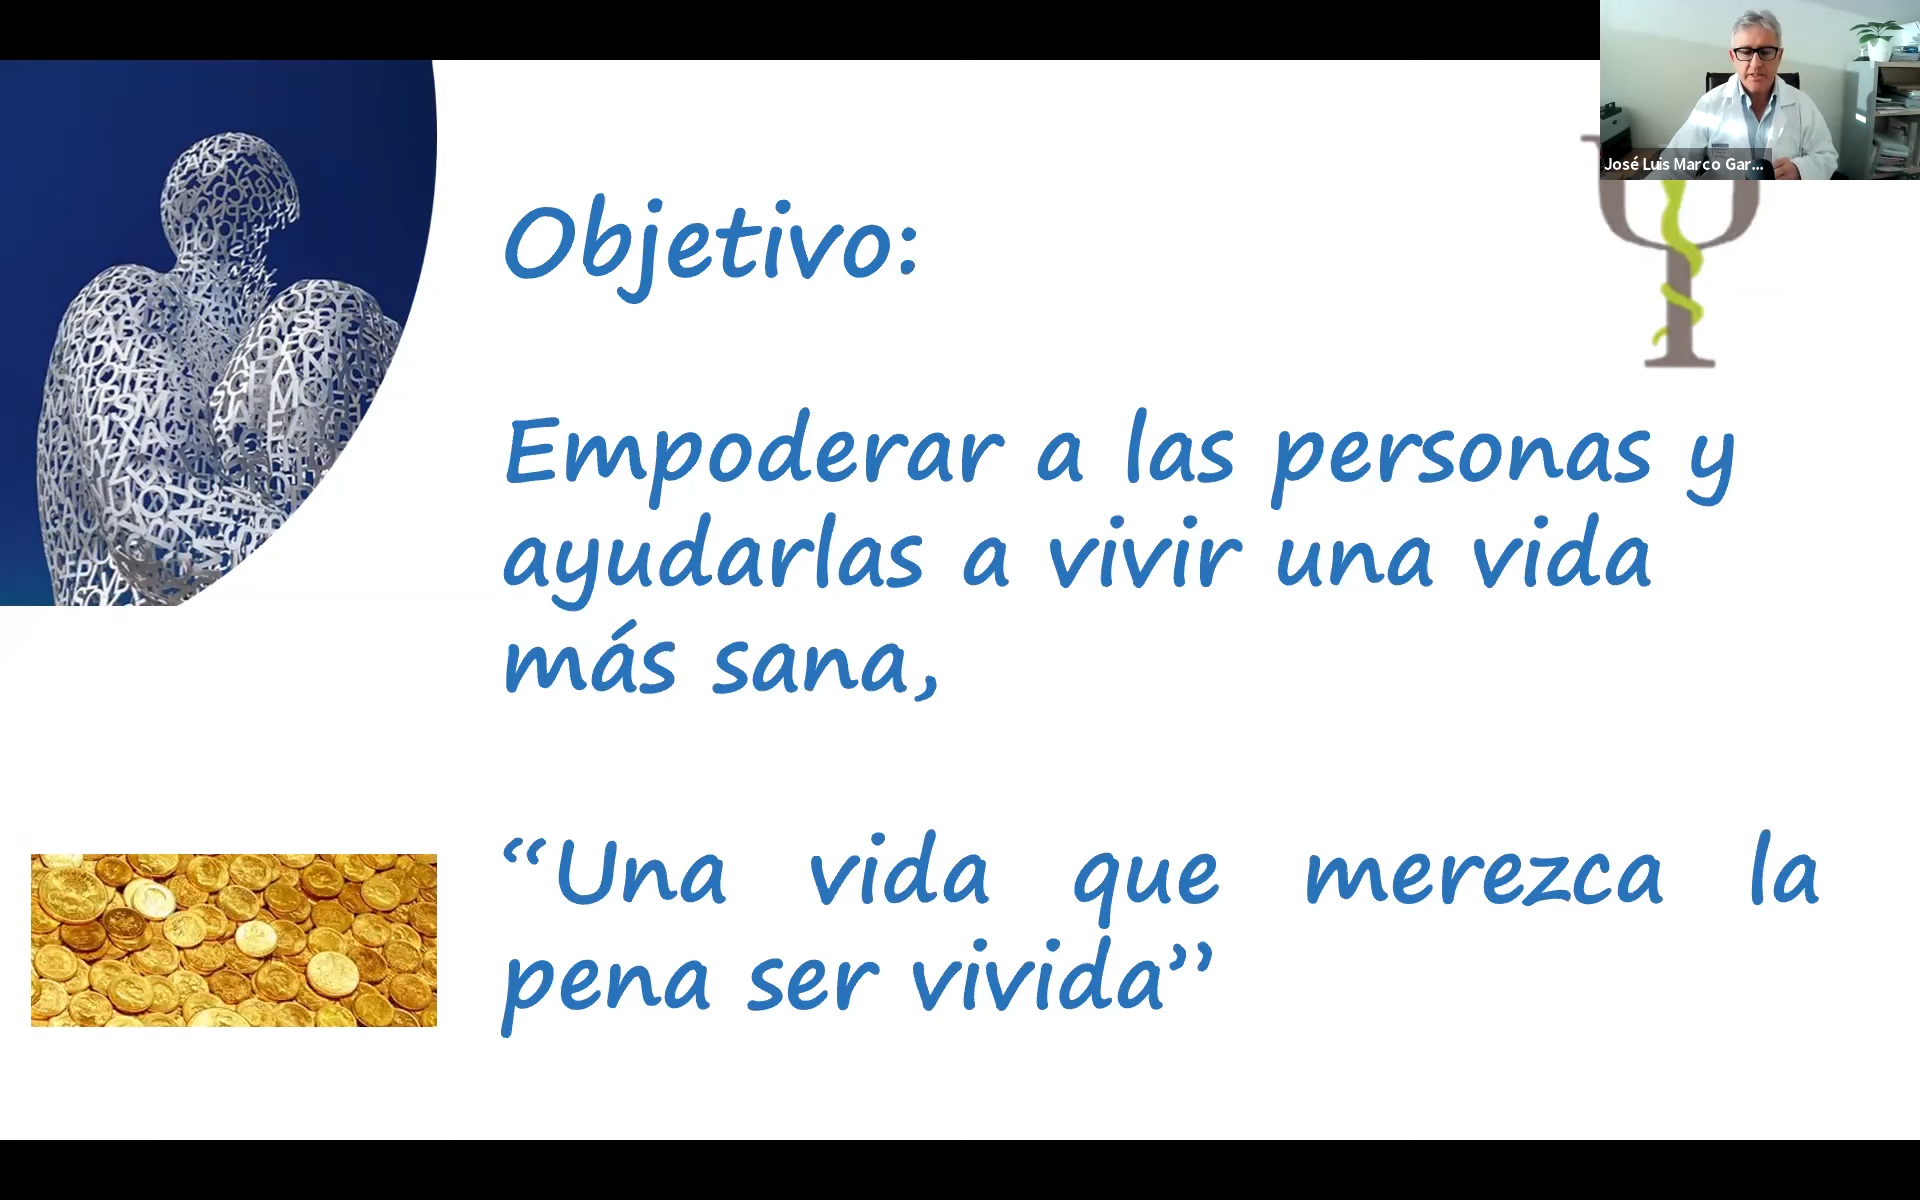 José Luis Marco Gar...
Objetivo:
Empoderar a las personas y
ayudarlas a vivir una vida
más sana,
“Una vida que merezca la
pena ser vivida”